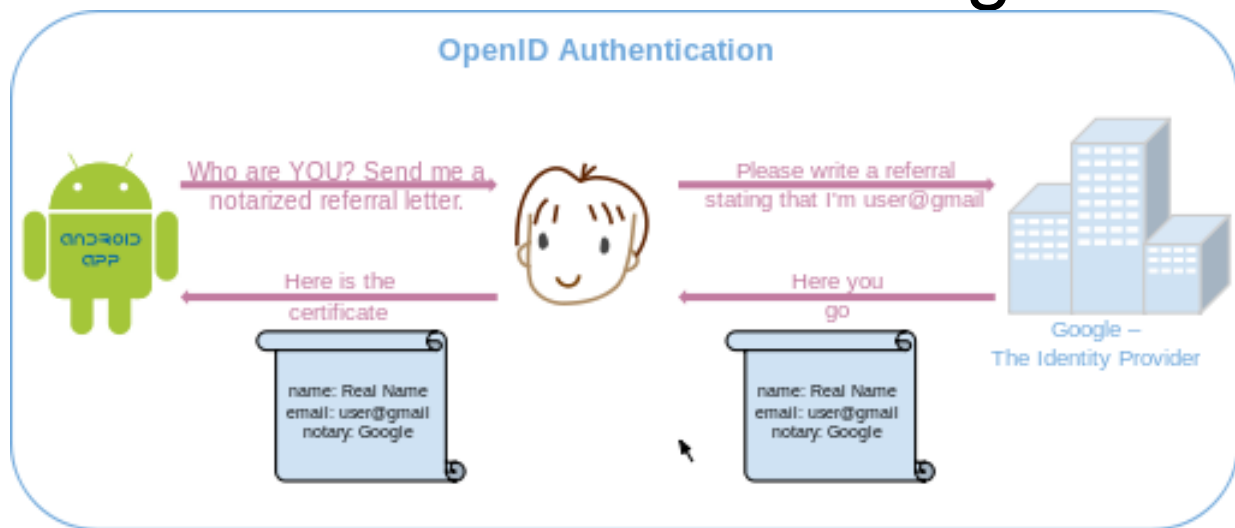 g
OpenID Authentication
Who are YOU? Send me a
notarized referral letter.
Please write a referral
stating that I'm user@gmail
ANDROID
APP
Here is the
certificate
Here you
go
Google –
The Identity Provider
name: Real Name
email: user@gmail
notary: Google
name: Real Name
email: user@gmail
notary: Google